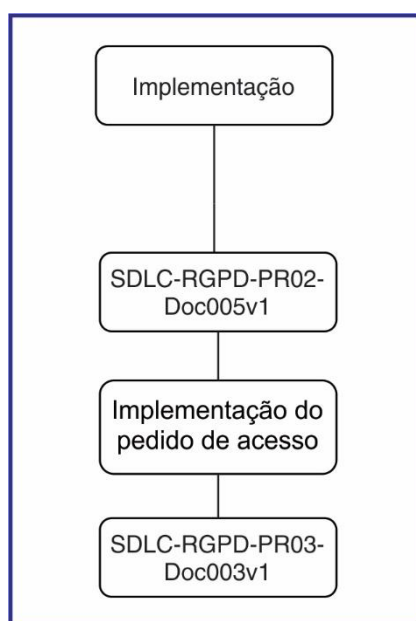 Implementação
SDLC-RGPD-PR02-
Doc005v1
Implementação do
pedido de acesso
SDLC-RGPD-PR03-
Doc003v1